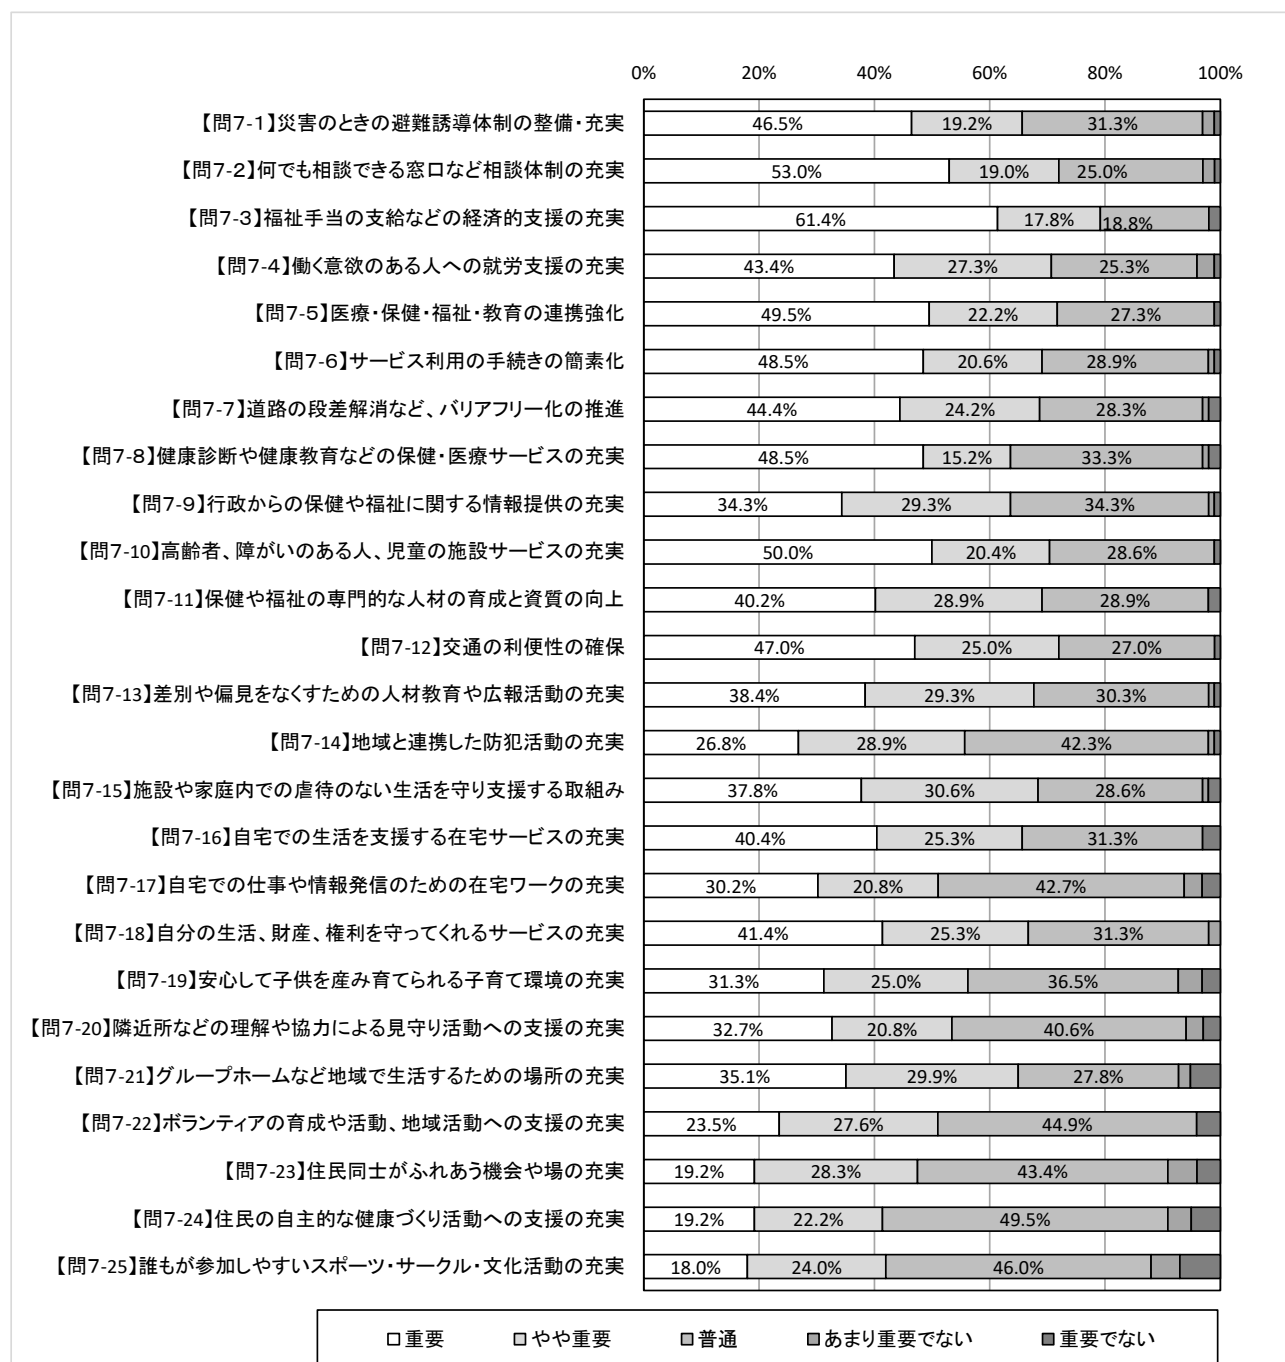 0% 20% 40% 60% 80% 100%
【問7-1】災害のときの避難誘導体制の整備・充実 46.5% 19.2% 31.3%
【問7-2】何でも相談できる窓口など相談体制の充実 53.0% 19.0% 25.0%
【問7-3】福祉手当の支給などの経済的支援の充実 61.4% 17.8% 18.8%
【問7-4】働く意欲のある人への就労支援の充実 43.4% 27.3% 25.3%
【問7-5】医療・保健・福祉・教育の連携強化 49.5% 22.2% 27.3%
【問7-6】サービス利用の手続きの簡素化 48.5% 20.6% 28.9%
【問7-7】道路の段差解消など、バリアフリー化の推進 44.4% 24.2% 28.3%
【問7-8】健康診断や健康教育などの保健・医療サービスの充実 48.5% 15.2% 33.3%
【問7-9】行政からの保健や福祉に関する情報提供の充実 34.3% 29.3% 34.3%
【問7-10】高齢者、障がいのある人、児童の施設サービスの充実 50.0% 20.4% 28.6%
【問7-11】保健や福祉の専門的な人材の育成と資質の向上 40.2% 28.9% 28.9%
【問7-12】交通の利便性の確保 47.0% 25.0% 27.0%
【問7-13】差別や偏見をなくすための人材教育や広報活動の充実 38.4% 29.3% 30.3%
【問7-14】地域と連携した防犯活動の充実 26.8% 28.9% 42.3%
【問7-15】施設や家庭内での虐待のない生活を守り支援する取組み 37.8% 30.6% 28.6%
【問7-16】自宅での生活を支援する在宅サービスの充実 40.4% 25.3% 31.3%
【問7-17】自宅での仕事や情報発信のための在宅ワークの充実 30.2% 20.8% 42.7%
【問7-18】自分の生活、財産、権利を守ってくれるサービスの充実 41.4% 25.3% 31.3%
【問7-19】安心して子供を産み育てられる子育て環境の充実 31.3% 25.0% 36.5%
【問7-20】隣近所などの理解や協力による見守り活動への支援の充実 32.7% 20.8% 40.6%
【問7-21】グループホームなど地域で生活するための場所の充実 35.1% 29.9% 27.8%
【問7-22】ボランティアの育成や活動、地域活動への支援の充実 23.5% 27.6% 44.9%
【問7-23】住民同士がふれあう機会や場の充実 19.2% 28.3% 43.4%
【問7-24】住民の自主的な健康づくり活動への支援の充実 19.2% 22.2% 49.5%
【問7-25】誰もが参加しやすいスポーツ・サークル・文化活動の充実 18.0% 24.0% 46.0%
重要 やや重要 普通 あまり重要でない 重要でない